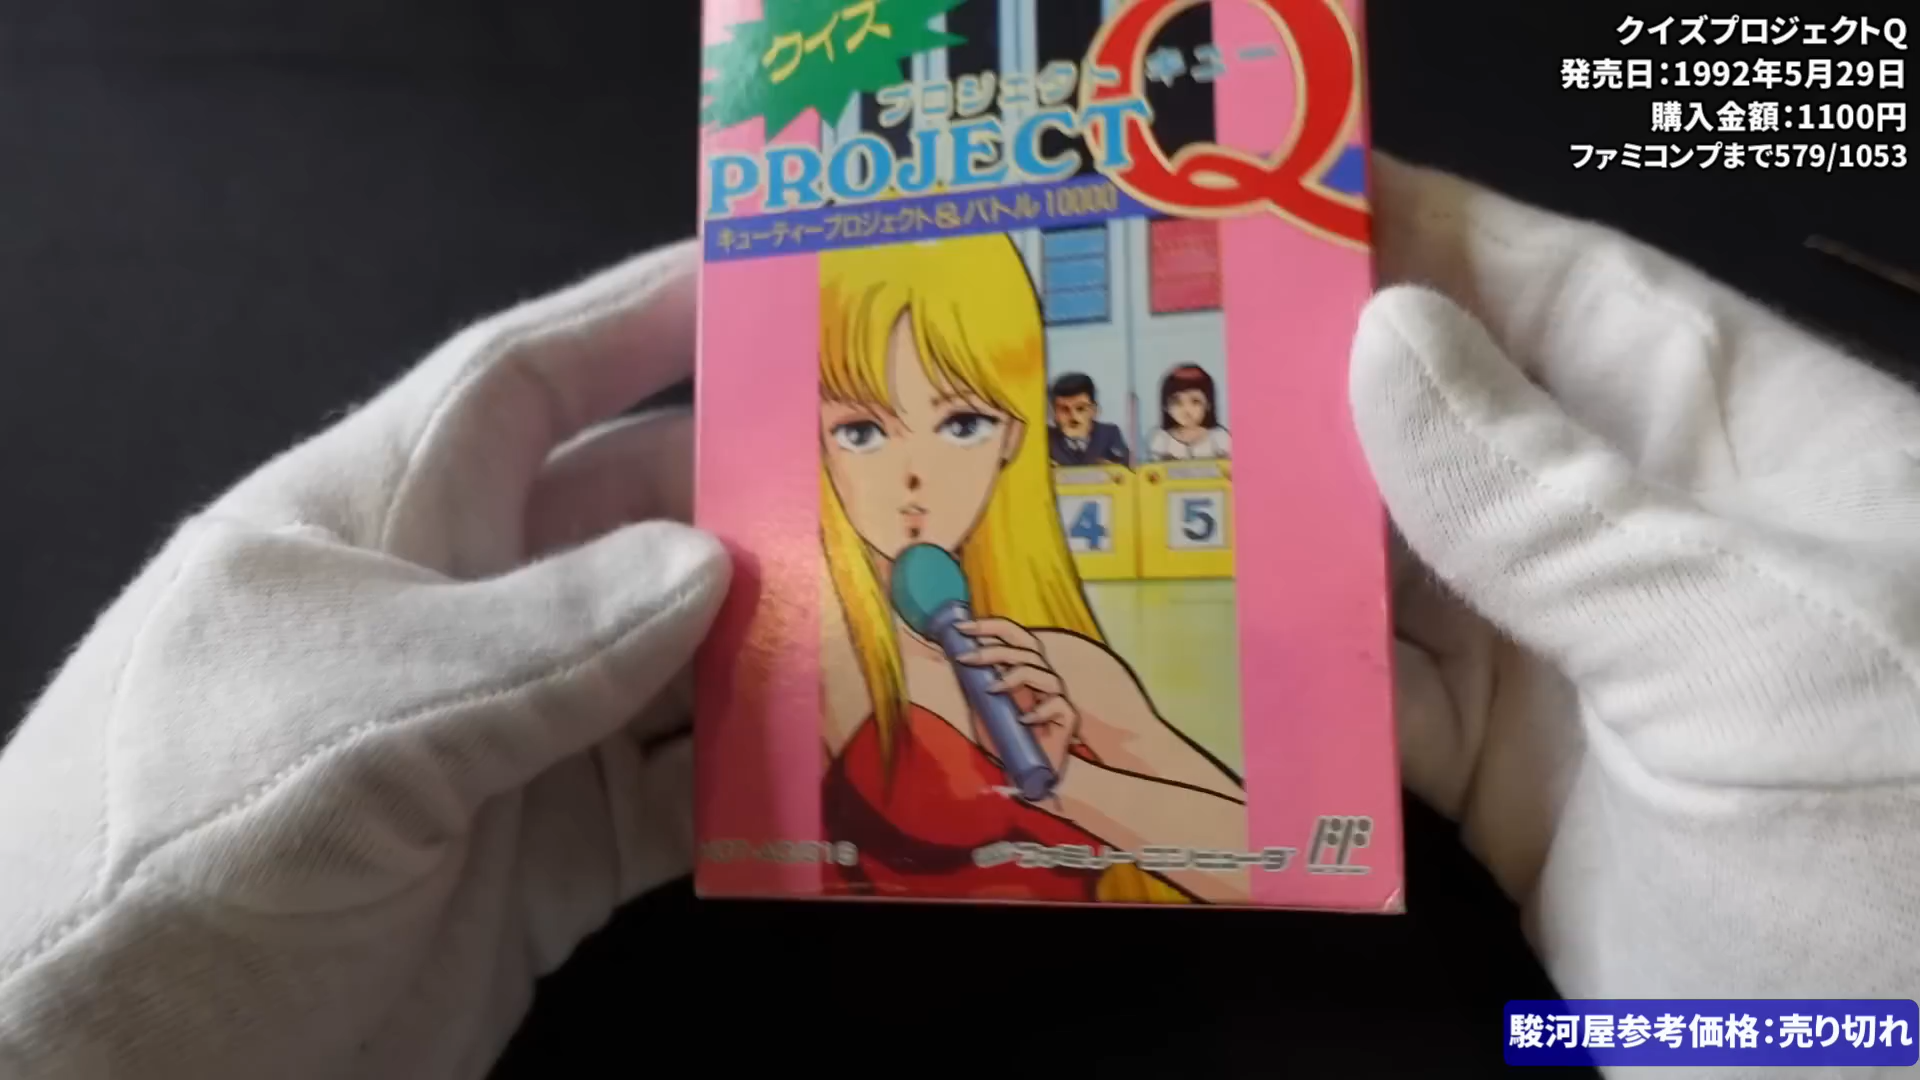 クイズ
プロジェクト キュー
PROJECT Q
キューティープロジェクト&バトル10000
4
5
ファミリーコンピュータ
クイズプロジェクトQ
発売日:1992年5月29日
購入金額:1100円
ファミコンプまで579/1053
駿河屋参考価格:売り切れ